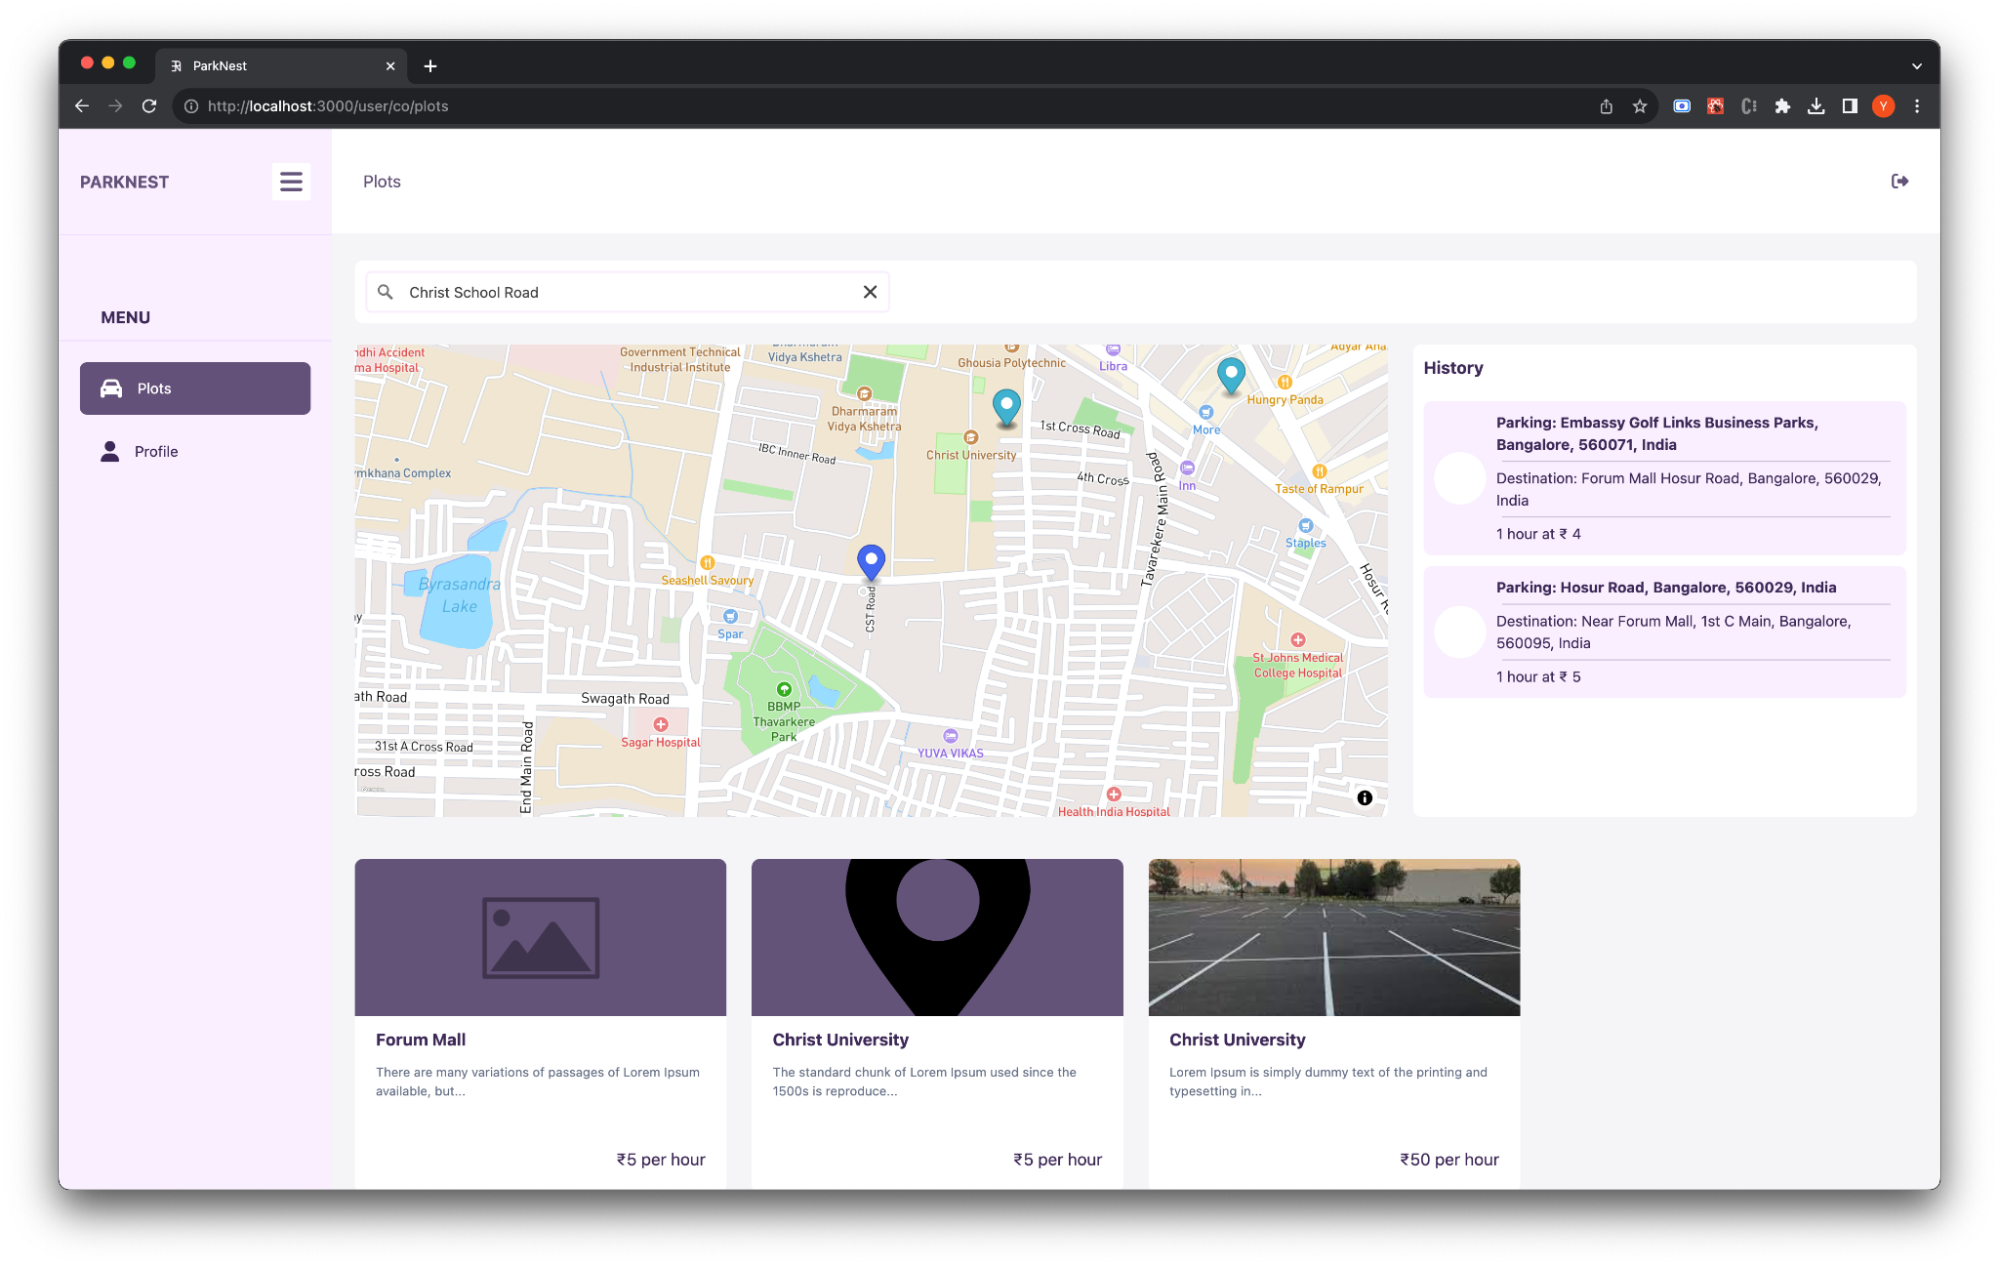 ParkNest
http://localhost:3000/user/co/plots
Y
PARKNEST
Plots
MENU
Plots
Profile
Christ School Road
ndhi Accident
ma Hospital
Government Technical
Industrial Institute
Vidya Kshetra
Ghousia Polytechnic
Libra
Adyar Ana
Hungry Panda
Dharmaram
Vidya Kshetra
More
1st Cross Road
IBC Innner Road
Christ University
ymkhana Complex
4th Cross
Inn
Taste of Rampur
Tavarekere Main Road
Staples
Seashell Savoury
Hosur R
Byrasandra
Lake
CST Road
Spar
St Johns Medical
College Hospital
ath Road
Swagath Road
BBMP
Thavarkere
Park
Sagar Hospital
31st A Cross Road
YUVA VIKAS
ross Road
End Main Road
Health India Hospital
History
Parking: Embassy Golf Links Business Parks,
Bangalore, 560071, India
Destination: Forum Mall Hosur Road, Bangalore, 560029,
India
1 hour at ₹ 4
Parking: Hosur Road, Bangalore, 560029, India
Destination: Near Forum Mall, 1st C Main, Bangalore,
560095, India
1 hour at ₹ 5
Forum Mall
There are many variations of passages of Lorem Ipsum
available, but...
₹5 per hour
Christ University
The standard chunk of Lorem Ipsum used since the
1500s is reproduce...
₹5 per hour
Christ University
Lorem Ipsum is simply dummy text of the printing and
typesetting in...
₹50 per hour